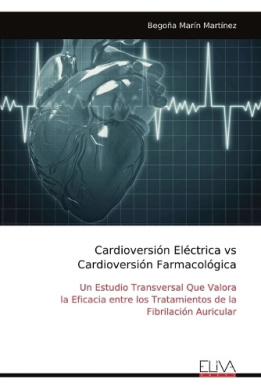 Begoña Marín Martínez
Cardioversión Eléctrica vs
Cardioversión Farmacológica
Un Estudio Transversal Que Valora
la Eficacia entre los Tratamientos de la
Fibrilación Auricular
ELIVA
PRESS